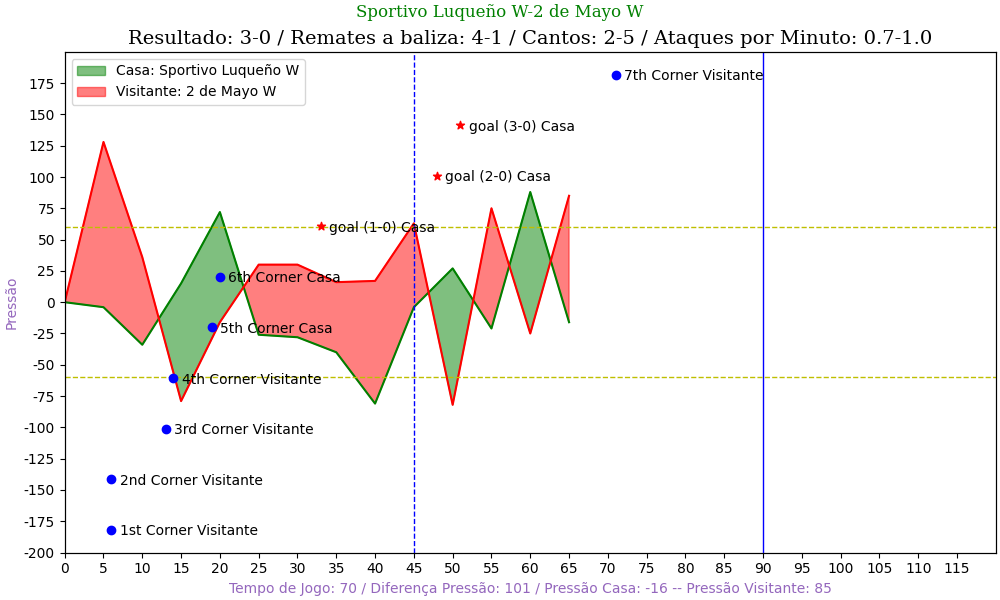 Sportivo Luqueño W-2 de Mayo W
Resultado: 3-0 / Remates a baliza: 4-1 / Cantos: 2-5 / Ataques por Minuto: 0.7-1.0
Casa: Sportivo Luqueño W
Visitante: 2 de Mayo W
7th Corner Visitante
goal (3-0) Casa
goal (2-0) Casa
goal (1-0) Casa
6th Corner Casa
5th Corner Casa
4th Corner Visitante
3rd Corner Visitante
2nd Corner Visitante
1st Corner Visitante
Pressão
175
150
125
100
75
50
25
0
-25
-50
-75
-100
-125
-150
-175
-200
0 5 10 15 20 25 30 35 40 45 50 55 60 65 70 75 80 85 90 95 100 105 110 115
Tempo de Jogo: 70 / Diferença Pressão: 101 / Pressão Casa: -16 -- Pressão Visitante: 85